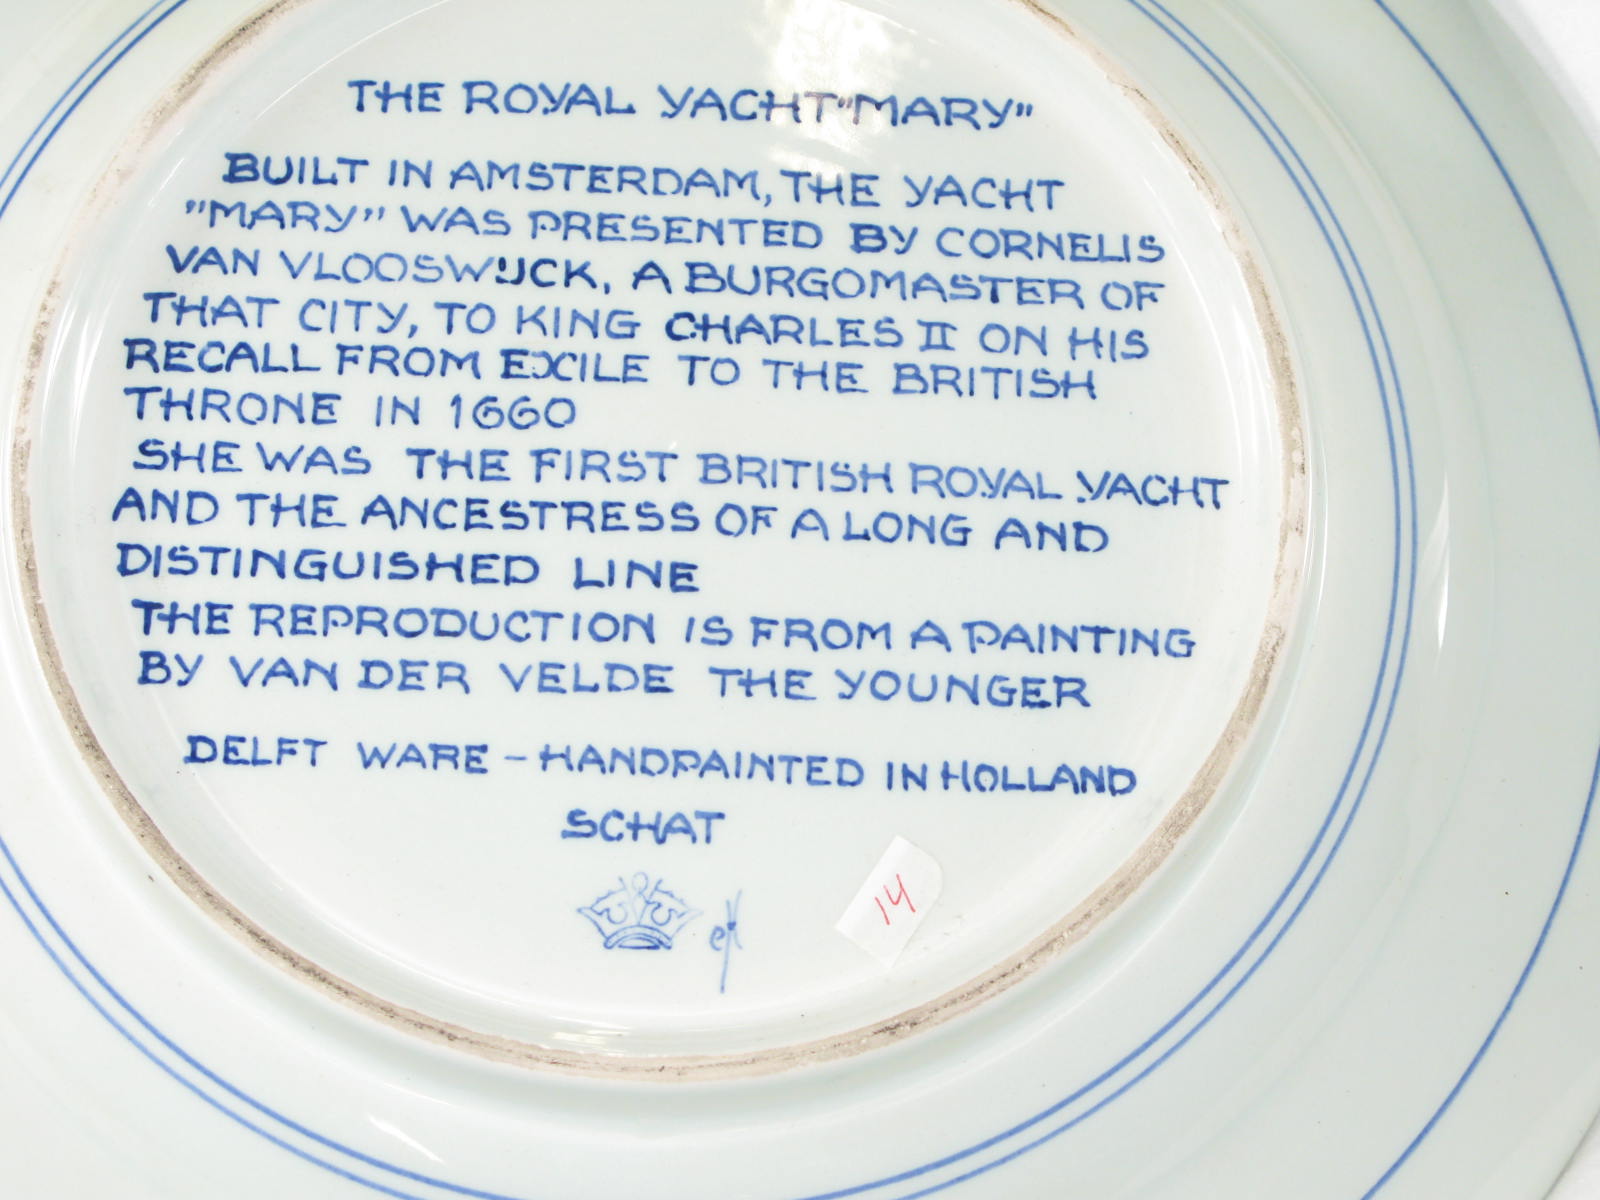 THE ROYAL YACHT "MARY"
BUILT IN AMSTERDAM, THE YACHT
"MARY" WAS PRESENTED BY CORNELIS
VAN VLOOSWIJCK, A BURGOMASTER OF
THAT CITY, TO KING CHARLES II ON HIS
RECALL FROM EXILE TO THE BRITISH
THRONE IN 1660
SHE WAS THE FIRST BRITISH ROYAL YACHT
AND THE ANCESTRESS OF A LONG AND
DISTINGUISHED LINE
THE REPRODUCTION IS FROM A PAINTING
BY VAN DER VELDE THE YOUNGER
DELFT WARE - HANDPAINTED IN HOLLAND
SCHAT
14